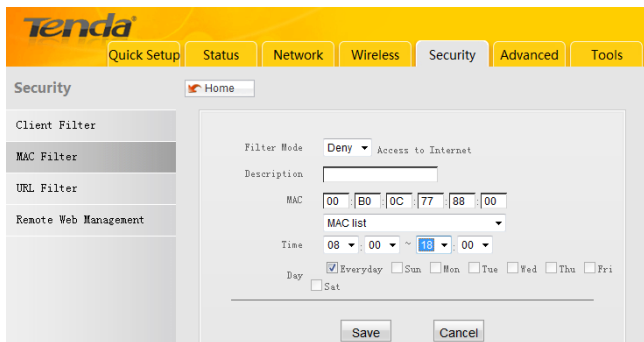 Tenda
Quick Setup Status Network Wireless Security Advanced Tools
Security
Home
Client Filter
MAC Filter
URL Filter
Remote Web Management
Filter Mode Deny Access to Internet
Description
MAC 00 : B0 : 0C : 77 : 88 : 00
MAC list
Time 08 : 00 ~ 18 : 00
Day Everyday Sun Mon Tue Wed Thu Fri
Sat
Save Cancel